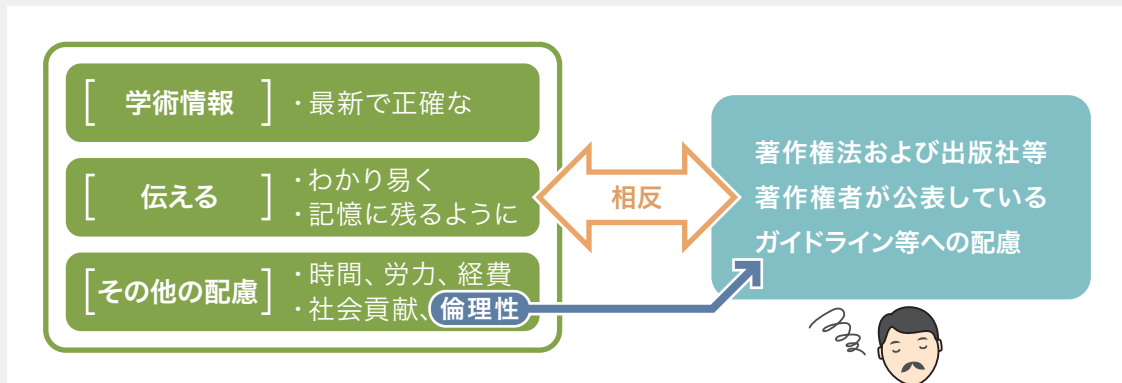 [ 学術情報 ] ・最新で正確な
[ 伝える ] ・わかり易く
・記憶に残るように
[その他の配慮] ・時間、労力、経費
・社会貢献、倫理性
相反
著作権法および出版社等
著作権者が公表している
ガイドライン等への配慮